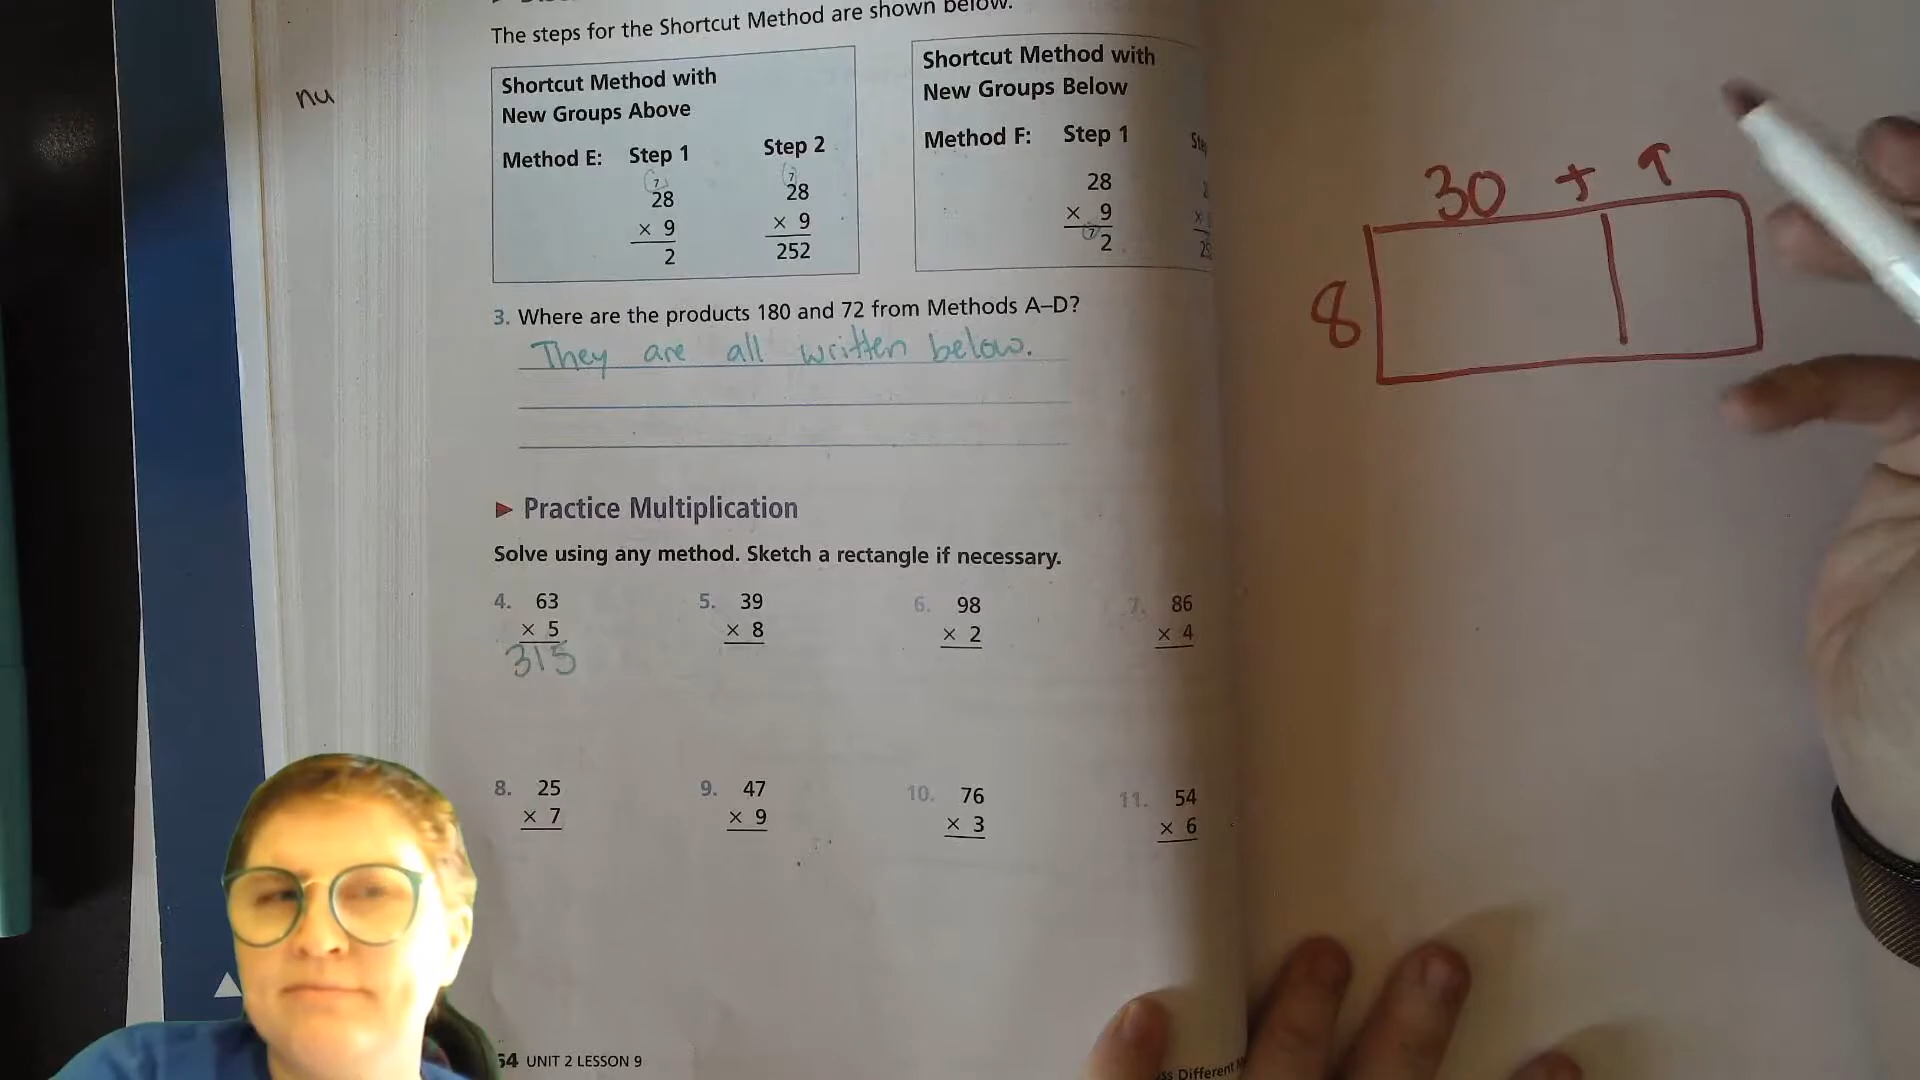 The steps for the Shortcut Method are shown below.
nu
Shortcut Method with
New Groups Above
Method E: Step 1 Step 2
7 7
28 28
× 9 × 9
2 252
Shortcut Method with
New Groups Below
Method F: Step 1
28
× 9
7
2
30 + 9
8
3. Where are the products 180 and 72 from Methods A–D?
They are all written below.
Practice Multiplication
Solve using any method. Sketch a rectangle if necessary.
4. 63 5. 39 6. 98 7. 86
× 5 × 8 × 2 × 4
315
8. 25 9. 47 10. 76 11. 54
× 7 × 9 × 3 × 6
UNIT 2 LESSON 9
Different